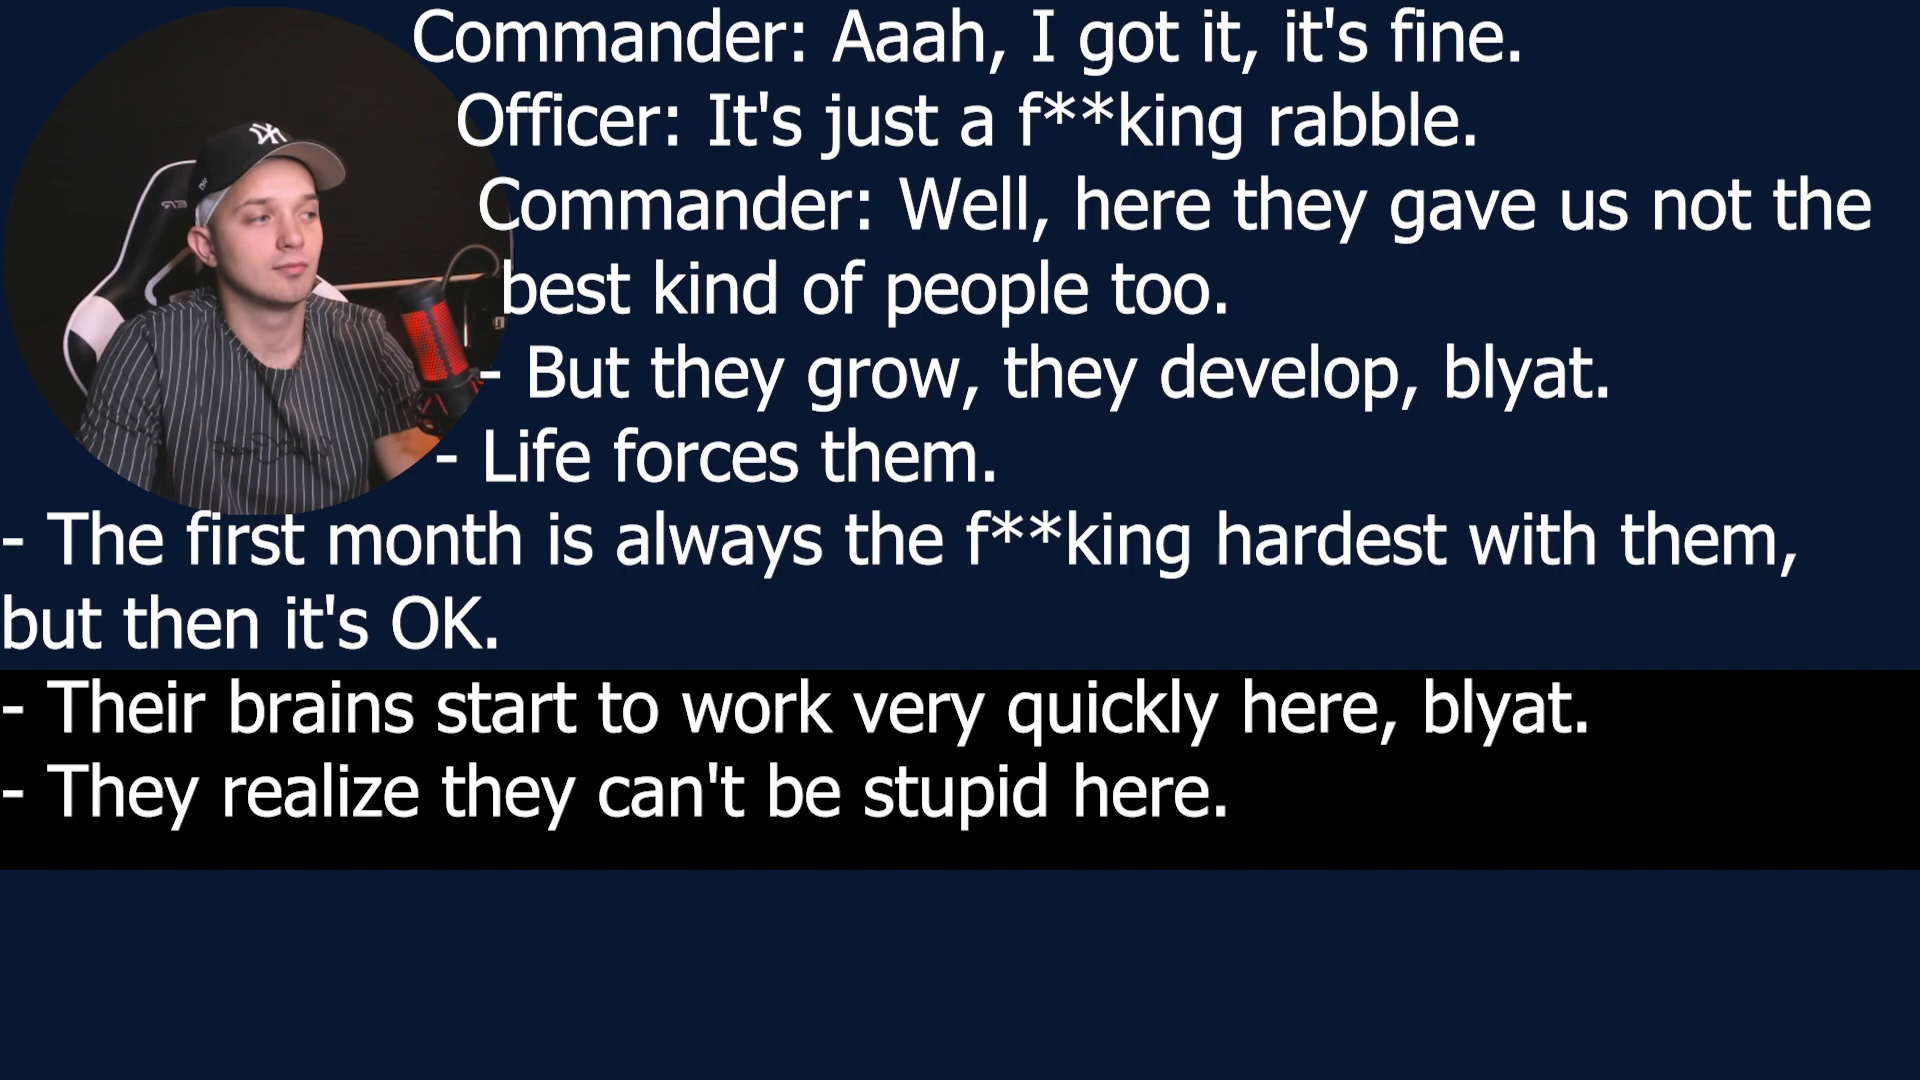 Commander: Aaah, I got it, it's fine.
Officer: It's just a f**king rabble.
Commander: Well, here they gave us not the
best kind of people too.
- But they grow, they develop, blyat.
- Life forces them.
- The first month is always the f**king hardest with them,
but then it's OK.
- Their brains start to work very quickly here, blyat.
- They realize they can't be stupid here.